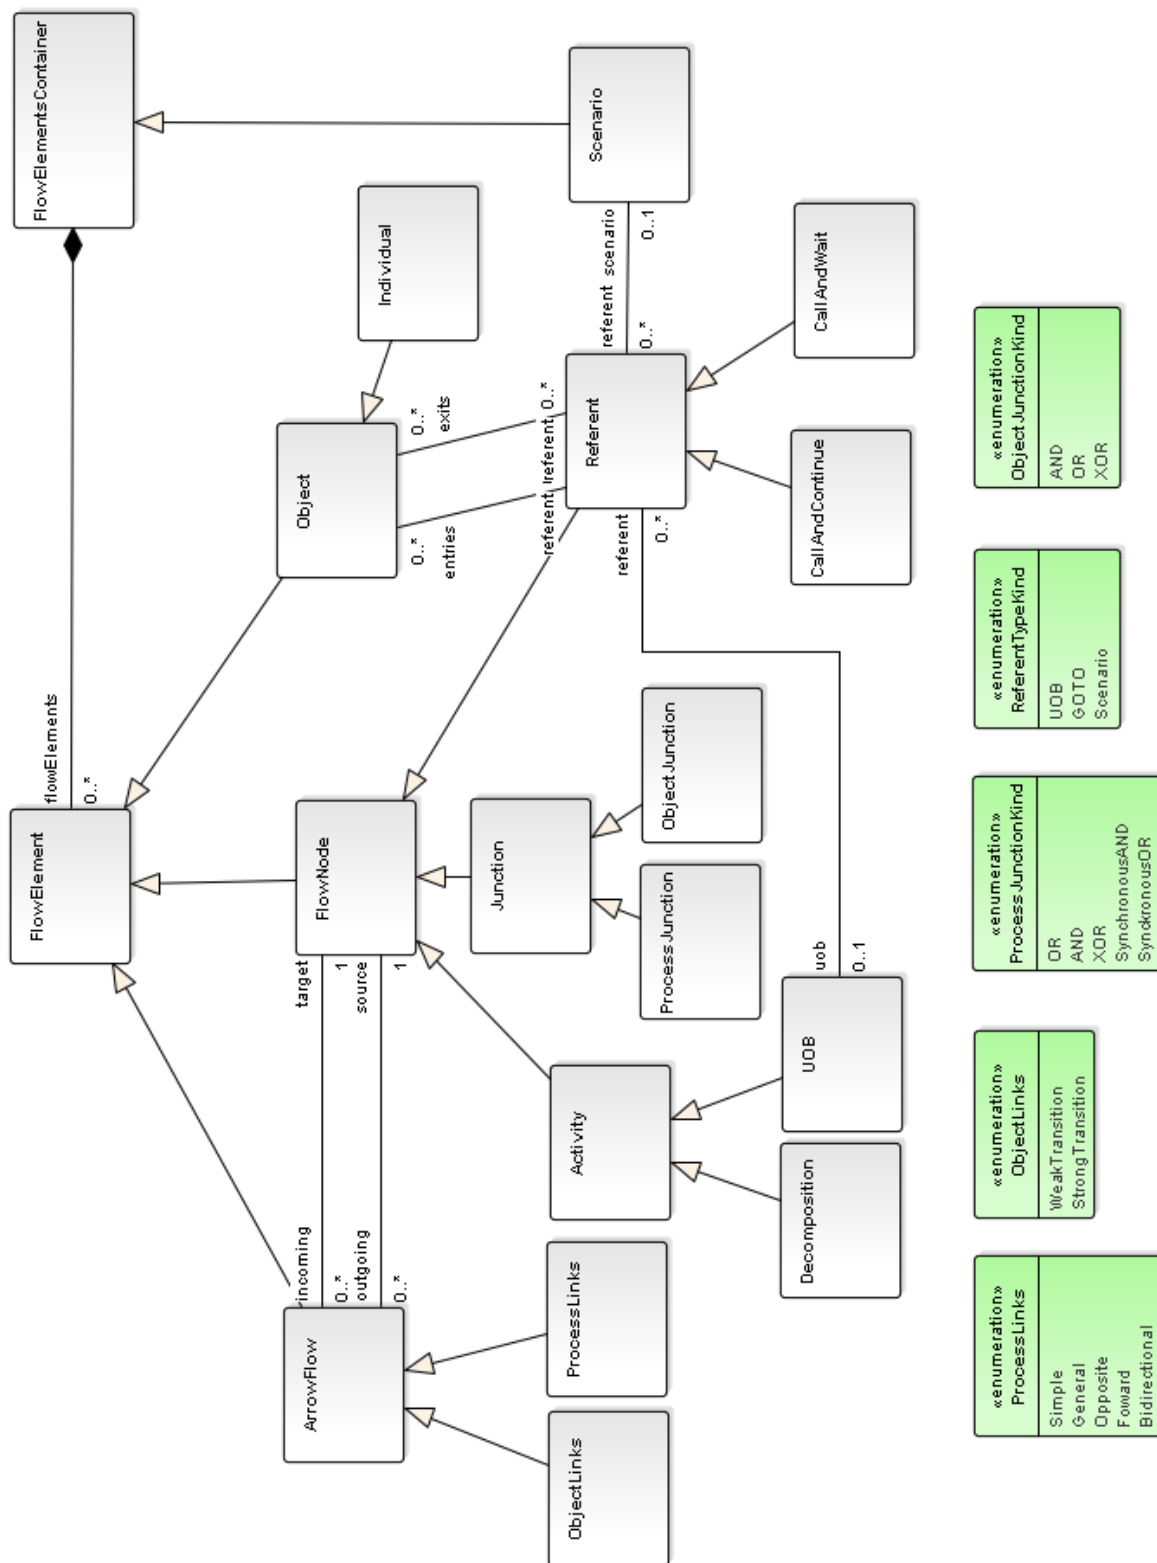 FlowElementsContainer
FlowElement
flowElements
0..*
Scenario
Individual
Object
0..*
exits
0..*
entries
referent
scenario
0..*
0..1
referent
0..*
referent
Referent
referent
0..*
CallAndWait
CallAndContinue
FlowNode
target
1
source
1
Junction
ObjectJunction
ProcessJunction
uob
0..1
UOB
Activity
Decomposition
incoming
0..*
outgoing
0..*
ArrowFlow
ProcessLinks
ObjectLinks
«enumeration»
ProcessLinks
Simple
General
Opposite
Foward
Bidirectional
«enumeration»
ObjectLinks
WeakTransition
StrongTransition
«enumeration»
ProcessJunctionKind
OR
AND
XOR
SynchronousAND
SynckronousOR
«enumeration»
ReferentTypeKind
UOB
GOTO
Scenario
«enumeration»
ObjectJunctionKind
AND
OR
XOR